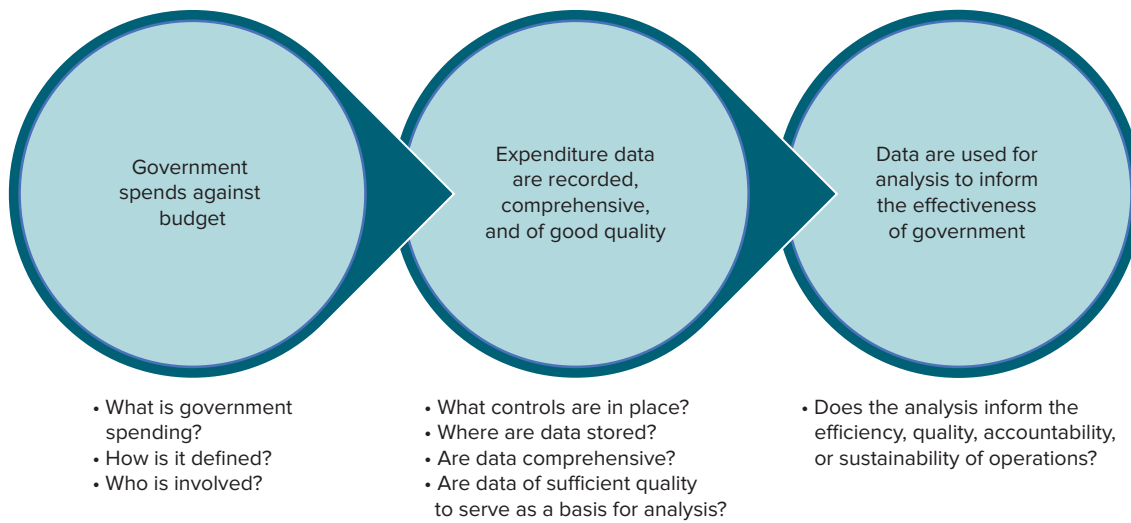 Government
spends against
budget
Expenditure data
are recorded,
comprehensive,
and of good quality
Data are used for
analysis to inform
the effectiveness
of government
• What is government
spending?
• How is it defined?
• Who is involved?
• What controls are in place?
• Where are data stored?
• Are data comprehensive?
• Are data of sufficient quality
to serve as a basis for analysis?
• Does the analysis inform the
efficiency, quality, accountability,
or sustainability of operations?